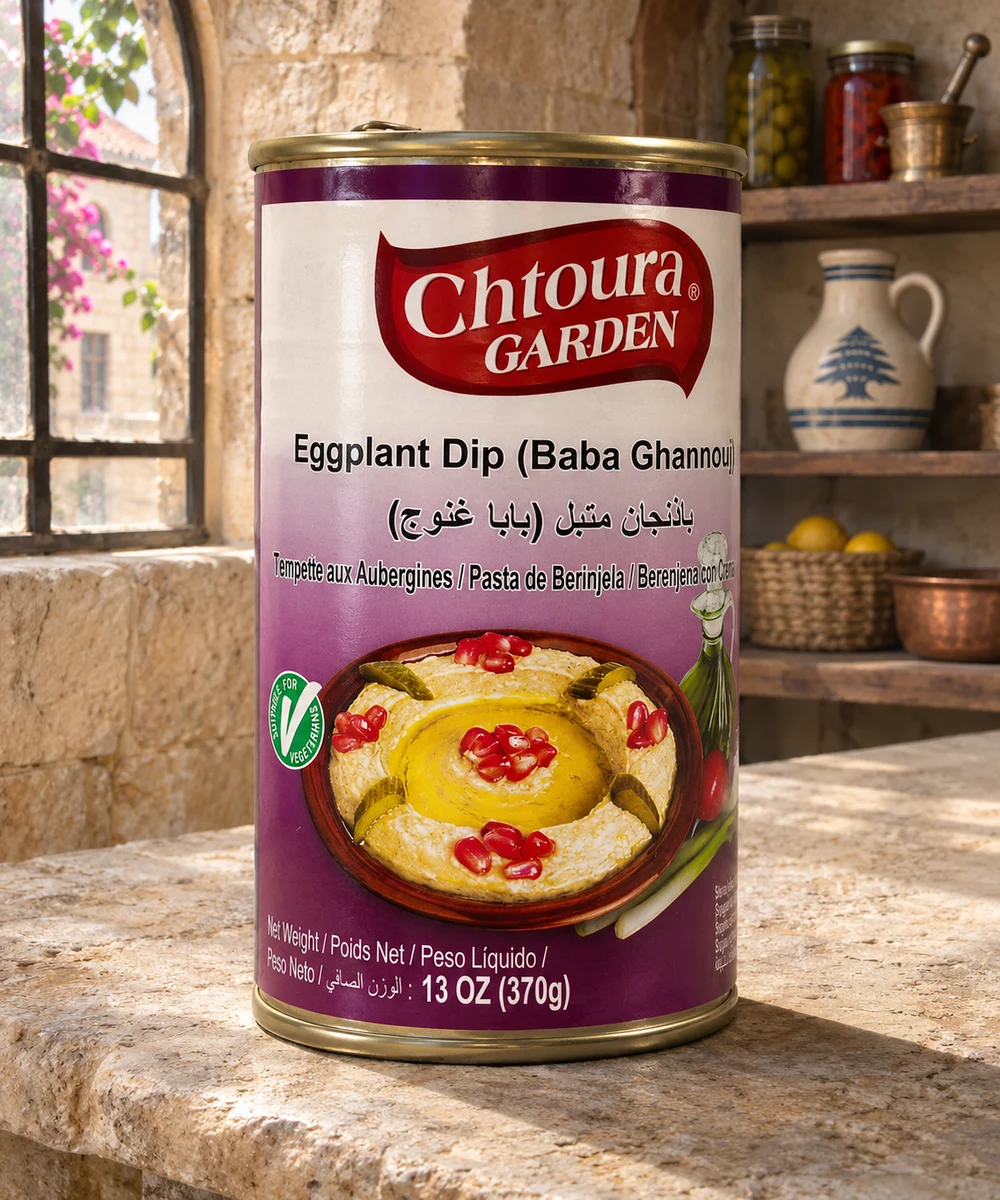 Chtoura®
GARDEN
Eggplant Dip (Baba Ghannouj)
باذنجان متبل (بابا غنوج)
Tempette aux Aubergines / Pasta de Berinjela / Berenjena con Crema
SUITABLE FOR
VEGETARIANS
Net Weight / Poids Net / Peso Líquido /
Peso Neto / الوزن الصافي : 13 OZ (370g)